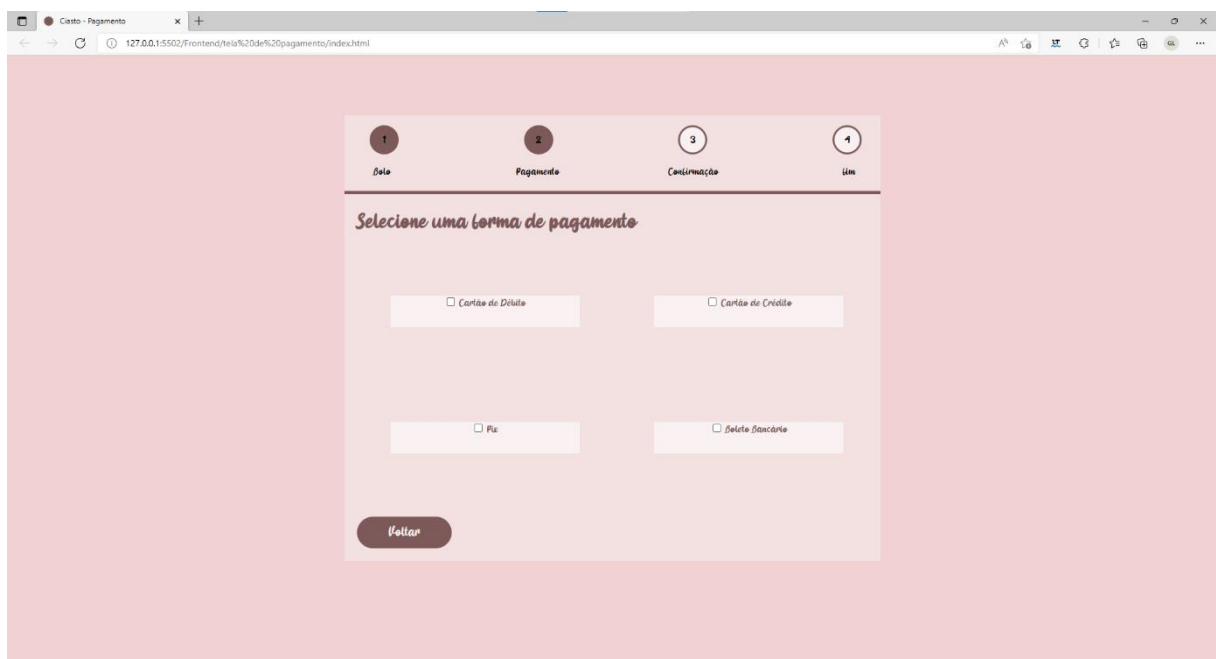 Ciasto - Pagamento
127.0.0.1:5502/Frontend/tela%20de%20pagamento/index.html
GL
1 2 3 4
Bolo Pagamento Confirmação Fim
Selecione uma forma de pagamento
Cartão de Débito Cartão de Crédito
Pix Boleto Bancário
Voltar